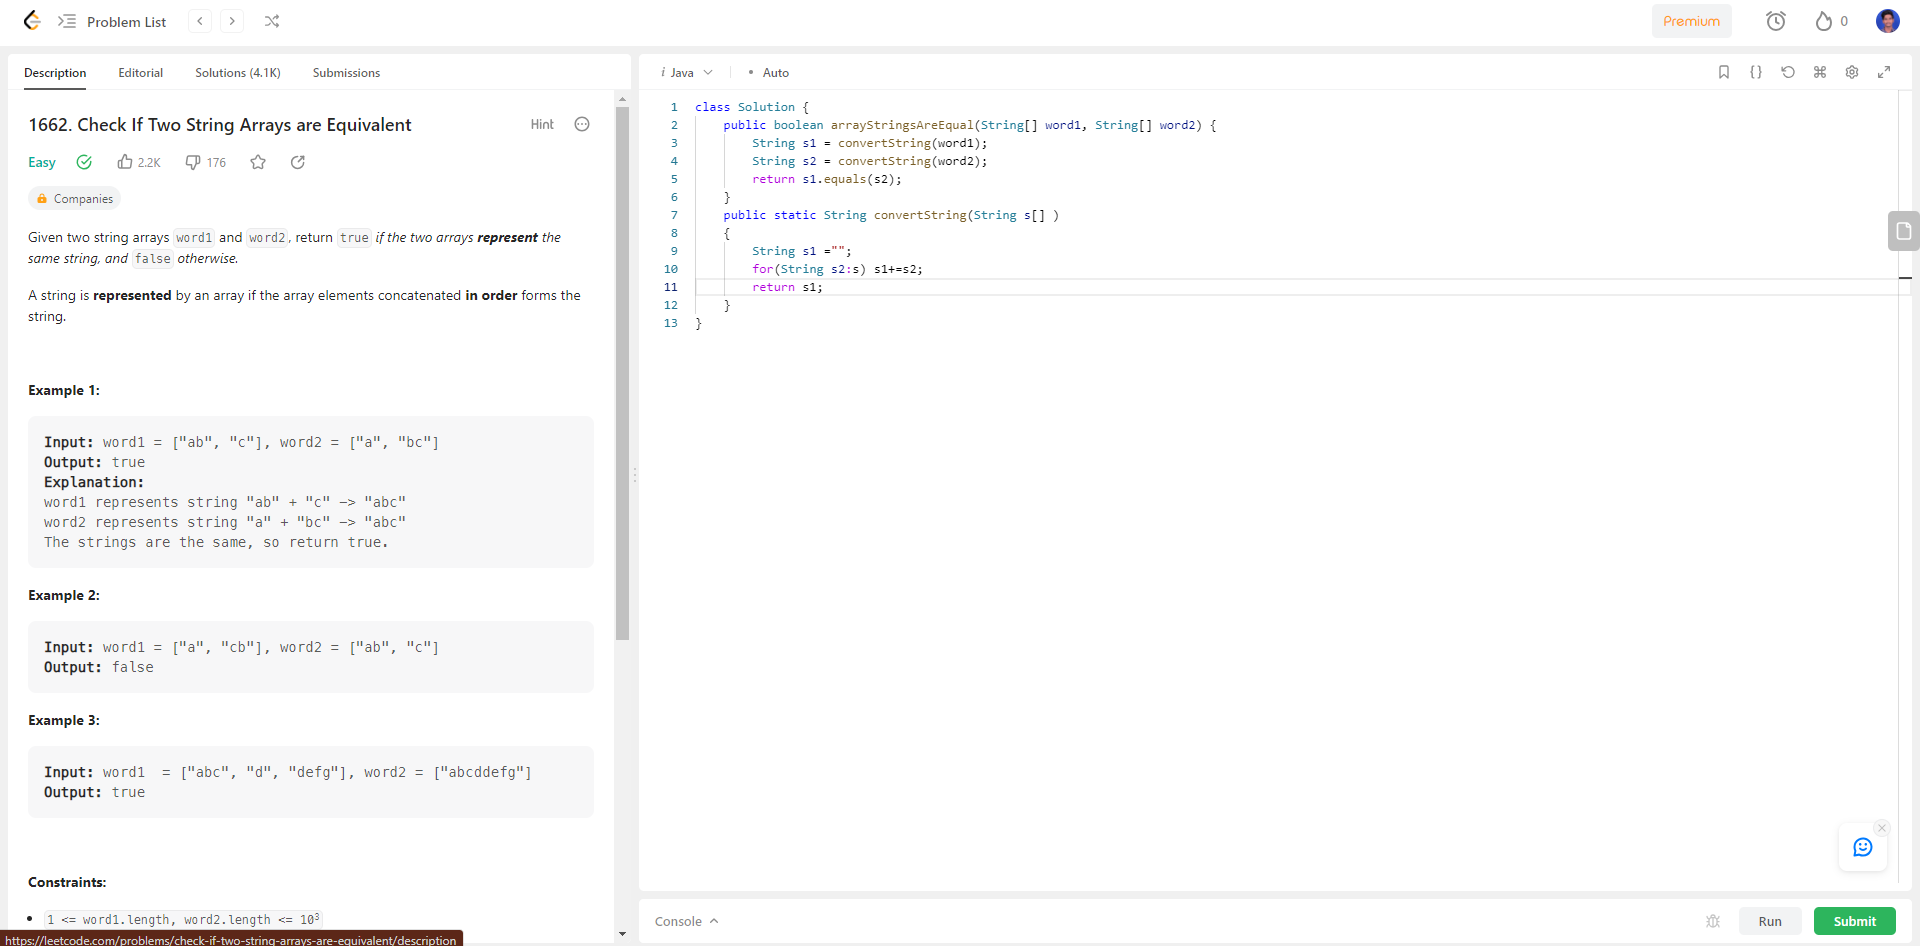 Problem List
Premium
0
Description Editorial Solutions (4.1K) Submissions
1662. Check If Two String Arrays are Equivalent
Hint
Easy 2.2K 176
Companies
Given two string arrays word1 and word2, return true if the two arrays represent the
same string, and false otherwise.
A string is represented by an array if the array elements concatenated in order forms the
string.
Example 1:
Input: word1 = ["ab", "c"], word2 = ["a", "bc"]
Output: true
Explanation:
word1 represents string "ab" + "c" -> "abc"
word2 represents string "a" + "bc" -> "abc"
The strings are the same, so return true.
Example 2:
Input: word1 = ["a", "cb"], word2 = ["ab", "c"]
Output: false
Example 3:
Input: word1  = ["abc", "d", "defg"], word2 = ["abcddefg"]
Output: true
Constraints:
• 1 <= word1.length, word2.length <= 10³
https://leetcode.com/problems/check-if-two-string-arrays-are-equivalent/description
i Java • Auto
1 class Solution {
2     public boolean arrayStringsAreEqual(String[] word1, String[] word2) {
3         String s1 = convertString(word1);
4         String s2 = convertString(word2);
5         return s1.equals(s2);
6     }
7     public static String convertString(String s[] )
8     {
9         String s1 ="";
10         for(String s2:s) s1+=s2;
11         return s1;
12     }
13 }
Console
Run
Submit